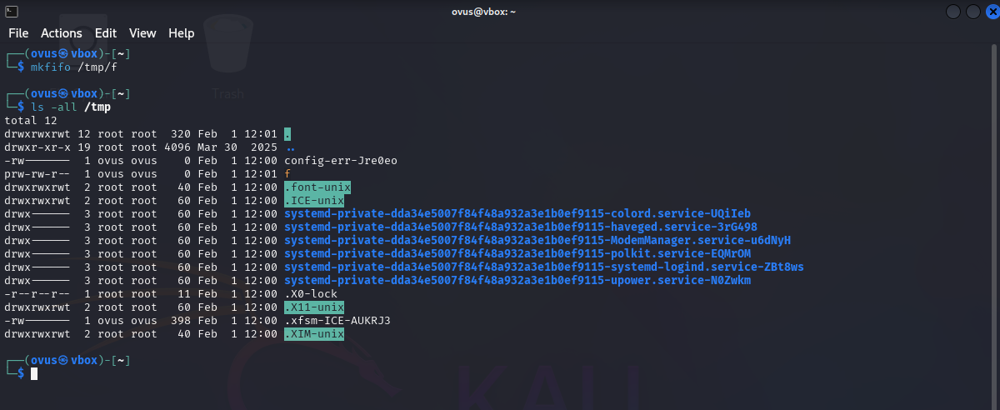 ovus@vbox: ~
File Actions Edit View Help
Trash
┌──(ovus㉿vbox)-[~]
└─$ mkfifo /tmp/f
┌──(ovus㉿vbox)-[~]
└─$ ls -all /tmp
total 12
drwxrwxrwt 12 root root  320 Feb  1 12:01 .
drwxr-xr-x 19 root root 4096 Mar 30  2025 ..
-rw-------  1 ovus ovus    0 Feb  1 12:00 config-err-Jre0eo
prw-rw-r--  1 ovus ovus    0 Feb  1 12:01 f
drwxrwxrwt  2 root root   40 Feb  1 12:00 .font-unix
drwxrwxrwt  2 root root   60 Feb  1 12:00 .ICE-unix
drwx------  3 root root   60 Feb  1 12:00 systemd-private-dda34e5007f84f48a932a3e1b0ef9115-colord.service-UQiIeb
drwx------  3 root root   60 Feb  1 12:00 systemd-private-dda34e5007f84f48a932a3e1b0ef9115-haveged.service-3rG498
drwx------  3 root root   60 Feb  1 12:00 systemd-private-dda34e5007f84f48a932a3e1b0ef9115-ModemManager.service-u6dNyH
drwx------  3 root root   60 Feb  1 12:00 systemd-private-dda34e5007f84f48a932a3e1b0ef9115-polkit.service-EQMrOM
drwx------  3 root root   60 Feb  1 12:00 systemd-private-dda34e5007f84f48a932a3e1b0ef9115-systemd-logind.service-ZBt8ws
drwx------  3 root root   60 Feb  1 12:00 systemd-private-dda34e5007f84f48a932a3e1b0ef9115-upower.service-N0Zwkm
-r--r--r--  1 root root   11 Feb  1 12:00 .X0-lock
drwxrwxrwt  2 root root   60 Feb  1 12:00 .X11-unix
-rw-------  1 ovus ovus  398 Feb  1 12:00 .xfsm-ICE-AUKRJ3
drwxrwxrwt  2 root root   40 Feb  1 12:00 .XIM-unix
┌──(ovus㉿vbox)-[~]
└─$
KALI